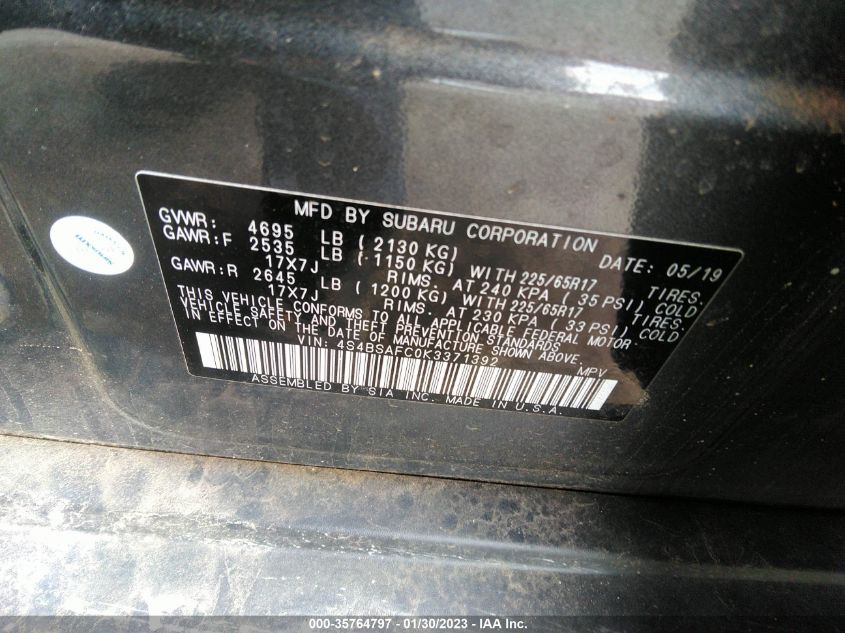 MFD BY SUBARU CORPORATION DATE: 05/19
GVWR: 4695 LB ( 2130 KG)
GAWR:F 2535 LB ( 1150 KG) WITH 225/65R17 TIRES.
17X7J RIMS. AT 240 KPA ( 35 PSI) COLD
GAWR:R 2645 LB ( 1200 KG) WITH 225/65R17 TIRES.
17X7J RIMS. AT 230 KPA ( 33 PSI) COLD
THIS VEHICLE CONFORMS TO ALL APPLICABLE FEDERAL MOTOR
VEHICLE SAFETY AND THEFT PREVENTION STANDARDS
IN EFFECT ON THE DATE OF MANUFACTURE SHOWN ABOVE.
VIN: 4S4BSAFC0K3371392 MPV
ASSEMBLED BY SIA INC. MADE IN U.S.A.
000-35764797 — 01/30/2023 — IAA Inc.